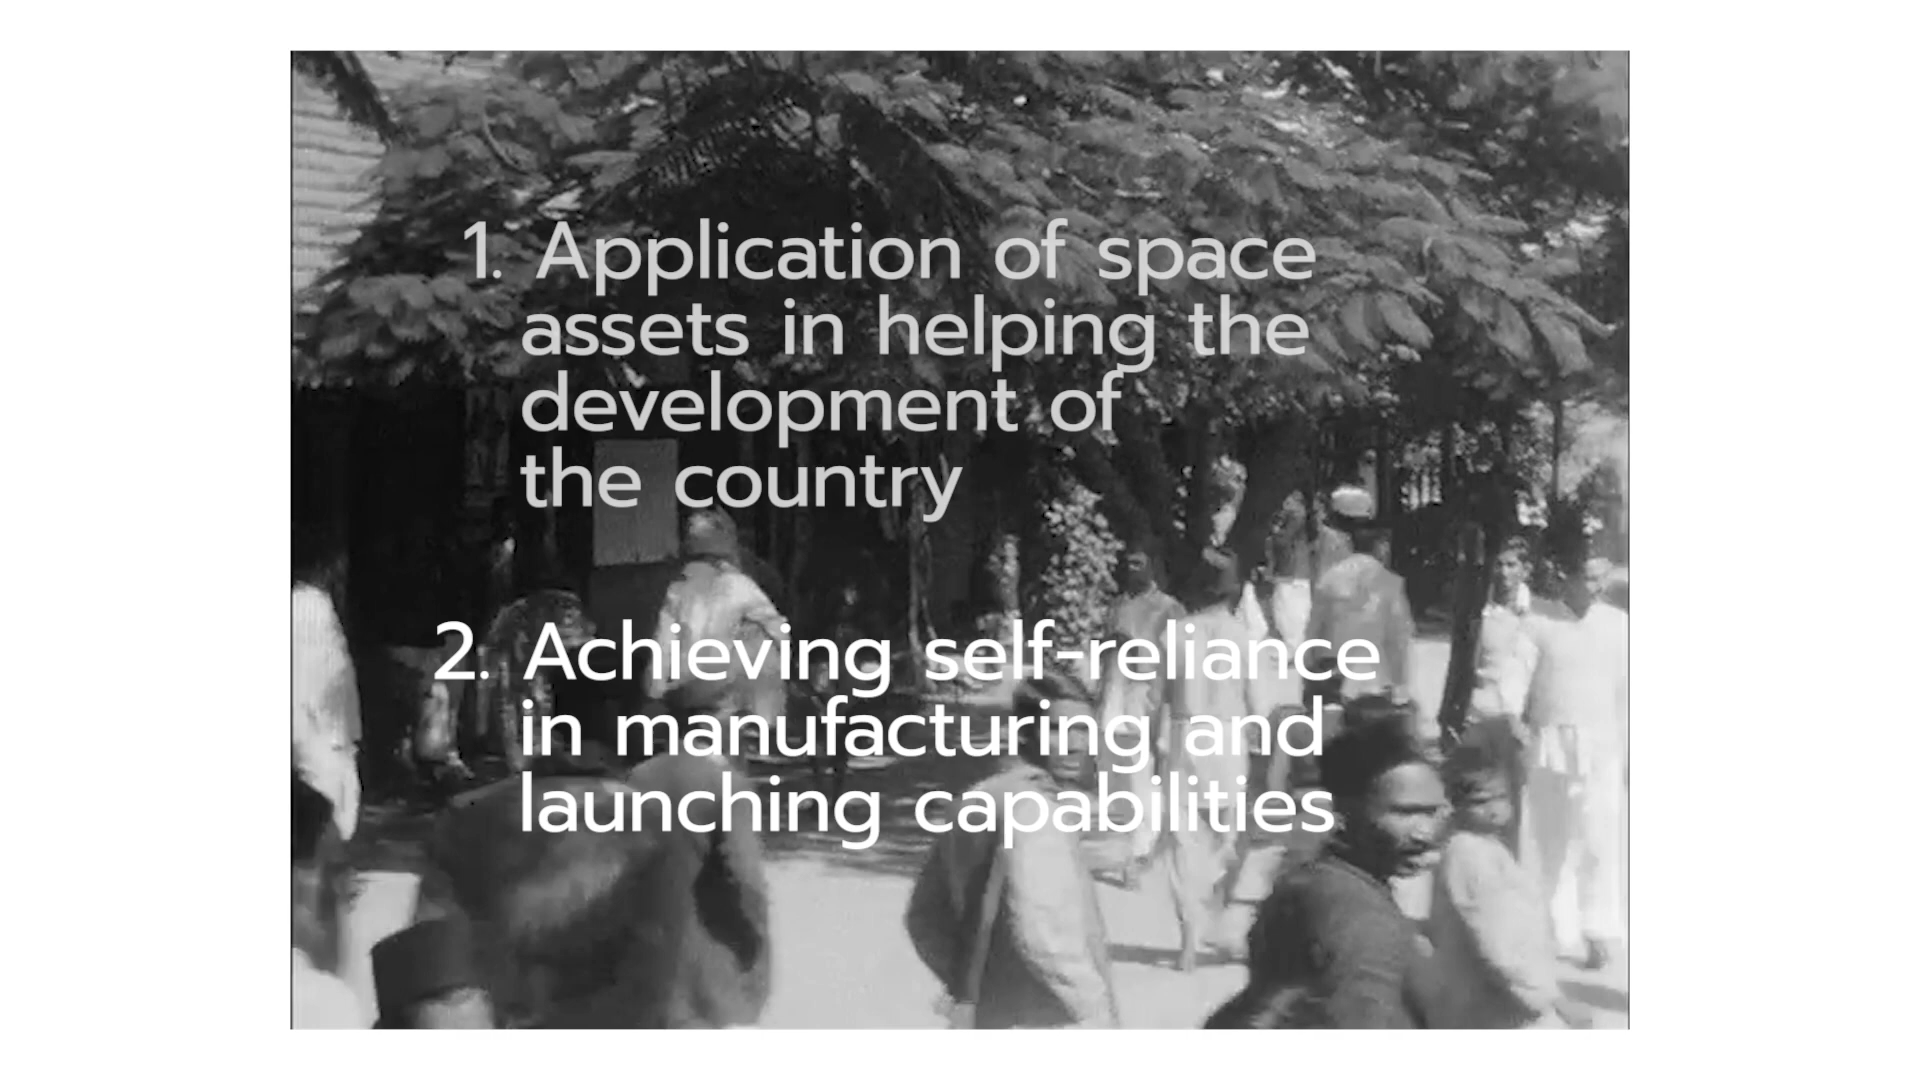 1. Application of space
assets in helping the
development of
the country
2. Achieving self-reliance
in manufacturing and
launching capabilities